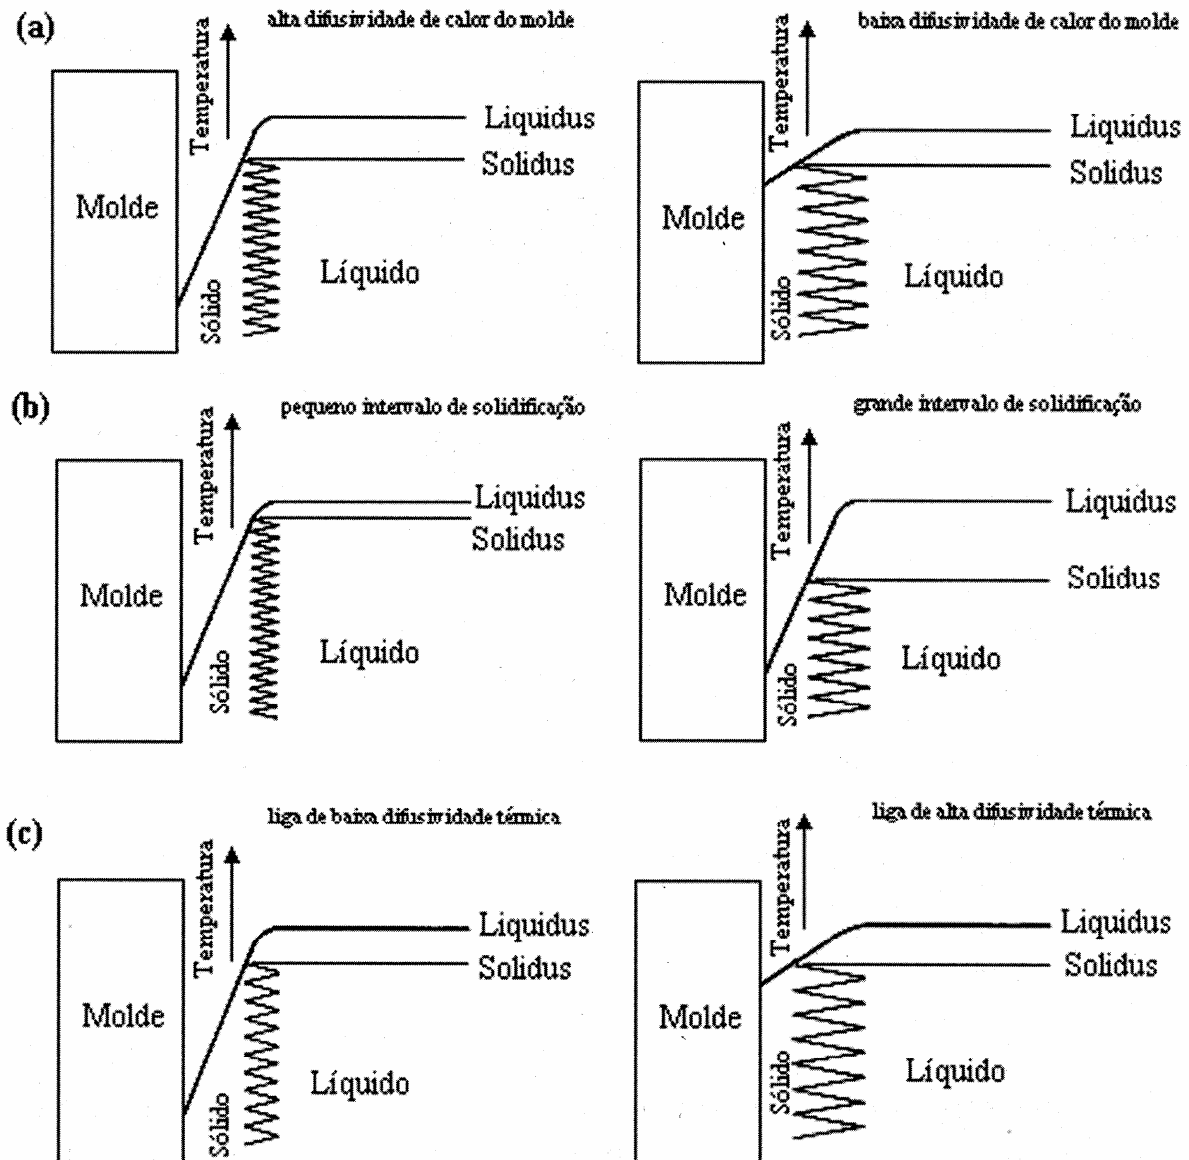 (a)
alta difusividade de calor do molde
Temperatura
Liquidus
Solidus
Molde
Líquido
Sólido
baixa difusividade de calor do molde
Temperatura
Liquidus
Solidus
Molde
Líquido
Sólido
(b)
pequeno intervalo de solidificação
Temperatura
Liquidus
Solidus
Molde
Líquido
Sólido
grande intervalo de solidificação
Temperatura
Liquidus
Solidus
Molde
Líquido
Sólido
(c)
liga de baixa difusividade térmica
Temperatura
Liquidus
Solidus
Molde
Líquido
Sólido
liga de alta difusividade térmica
Temperatura
Liquidus
Solidus
Molde
Líquido
Sólido